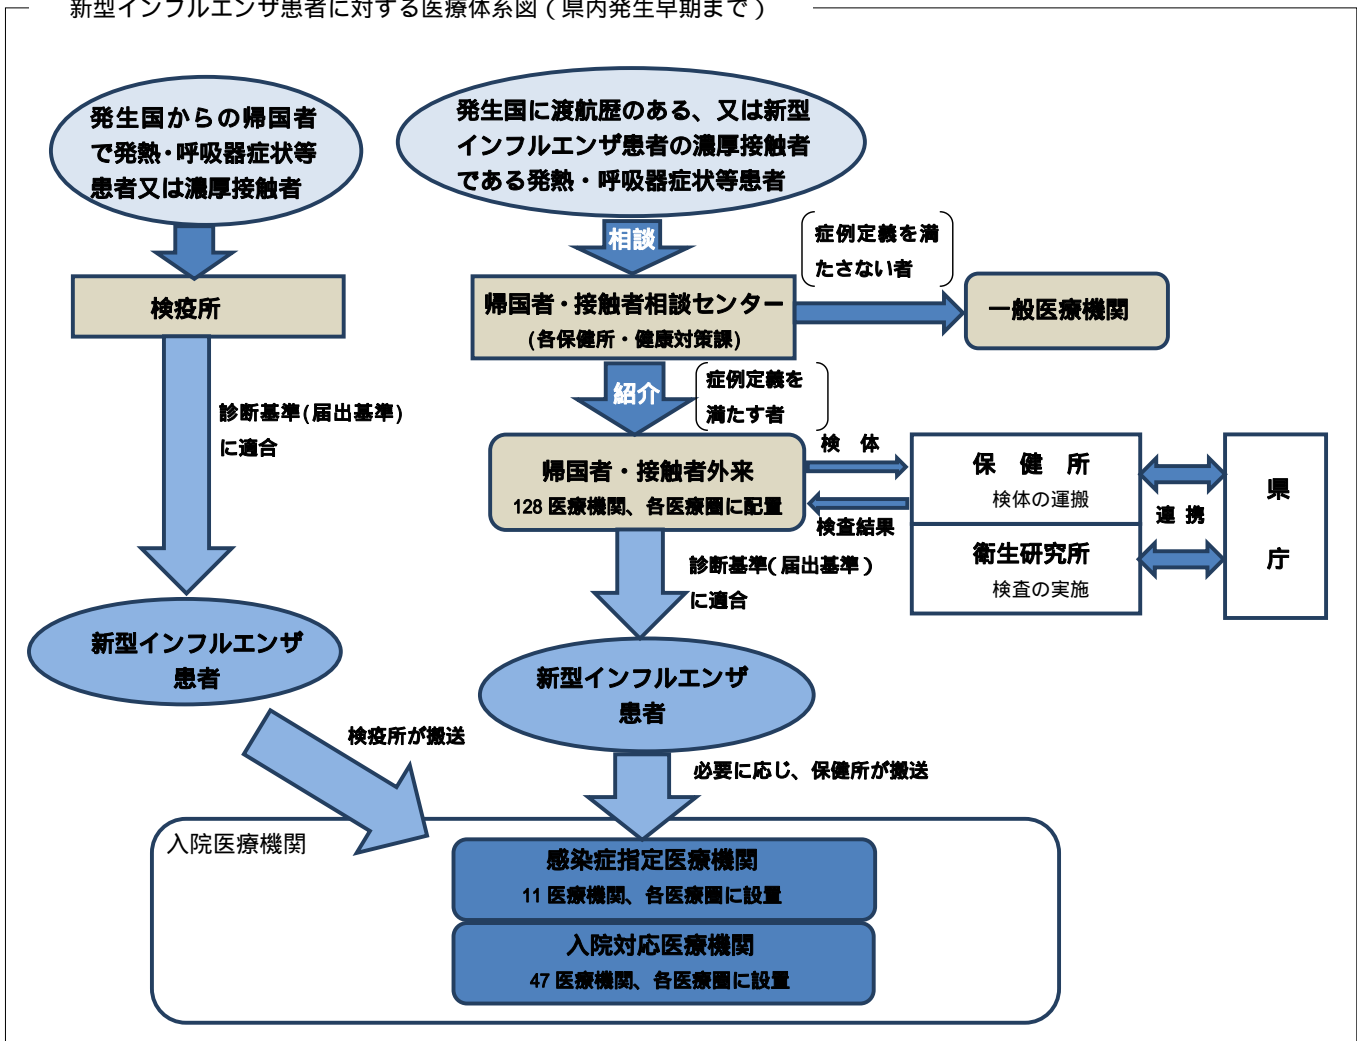 新型インフルエンザ患者に対する医療体系図(県内発生早期まで)
発生国からの帰国者
で発熱・呼吸器症状等
患者又は濃厚接触者
発生国に渡航歴のある、又は新型
インフルエンザ患者の濃厚接触者
である発熱・呼吸器症状等患者
相談
症例定義を満
たさない者
検疫所
帰国者・接触者相談センター
(各保健所・健康対策課)
一般医療機関
紹介
症例定義を
満たす者
診断基準(届出基準)
に適合
帰国者・接触者外来
128 医療機関、各医療圏に配置
検 体
検査結果
保 健 所
検体の運搬
衛生研究所
検査の実施
連 携
県
庁
診断基準(届出基準)
に適合
新型インフルエンザ
患者
新型インフルエンザ
患者
検疫所が搬送
必要に応じ、保健所が搬送
入院医療機関
感染症指定医療機関
11 医療機関、各医療圏に設置
入院対応医療機関
47 医療機関、各医療圏に設置